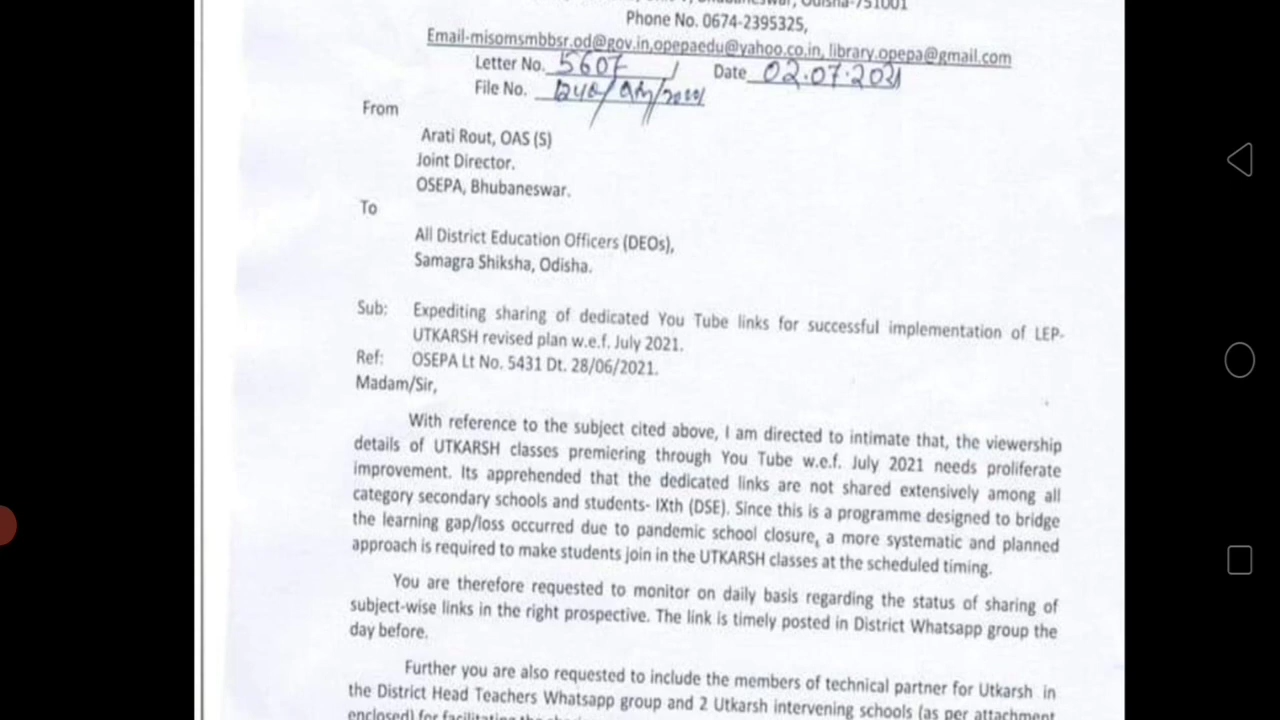 Odisha-751001
Phone No. 0674-2395325,
Email-misomsmbbsr.od@gov.in,opepaedu@yahoo.co.in, library.opepa@gmail.com
Letter No. 5607 / Date 02.07.2021
File No.
From
Arati Rout, OAS (S)
Joint Director.
OSEPA, Bhubaneswar.
To
All District Education Officers (DEOs),
Samagra Shiksha, Odisha.
Sub: Expediting sharing of dedicated You Tube links for successful implementation of LEP-
UTKARSH revised plan w.e.f. July 2021.
Ref: OSEPA Lt No. 5431 Dt. 28/06/2021.
Madam/Sir,
With reference to the subject cited above, I am directed to intimate that, the viewership
details of UTKARSH classes premiering through You Tube w.e.f. July 2021 needs proliferate
improvement. Its apprehended that the dedicated links are not shared extensively among all
category secondary schools and students- IXth (DSE). Since this is a programme designed to bridge
the learning gap/loss occurred due to pandemic school closure, a more systematic and planned
approach is required to make students join in the UTKARSH classes at the scheduled timing.
You are therefore requested to monitor on daily basis regarding the status of sharing of
subject-wise links in the right prospective. The link is timely posted in District Whatsapp group the
day before.
Further you are also requested to include the members of technical partner for Utkarsh in
the District Head Teachers Whatsapp group and 2 Utkarsh intervening schools (as per attachment
enclosed) for